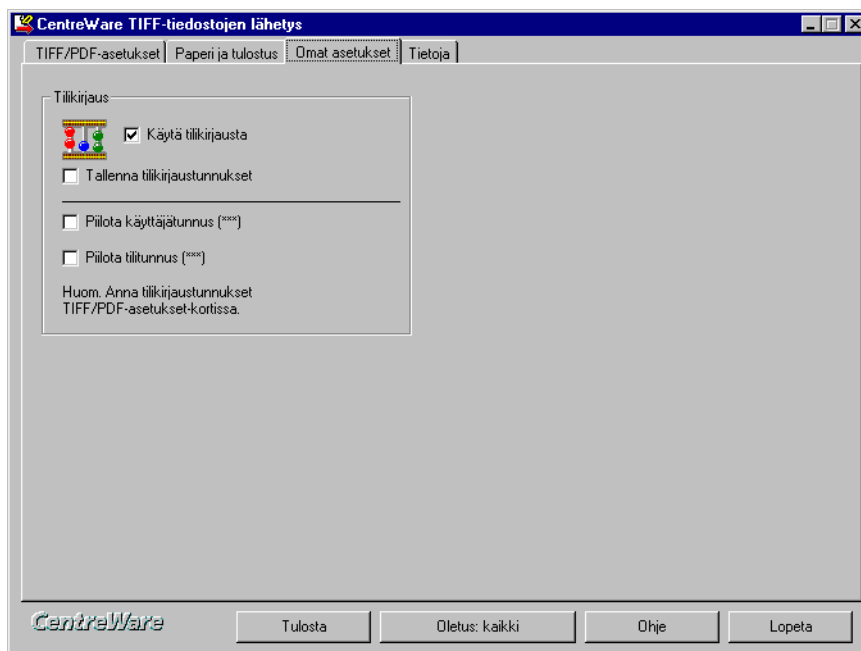 CentreWare TIFF-tiedostojen lähetys
TIFF/PDF-asetukset Paperi ja tulostus Omat asetukset Tietoja
Tilikirjaus
Käytä tilikirjausta
Tallenna tilikirjaustunnukset
Piilota käyttäjätunnus (***)
Piilota tilitunnus (***)
Huom. Anna tilikirjaustunnukset
TIFF/PDF-asetukset-kortissa.
CentreWare Tulosta Oletus: kaikki Ohje Lopeta